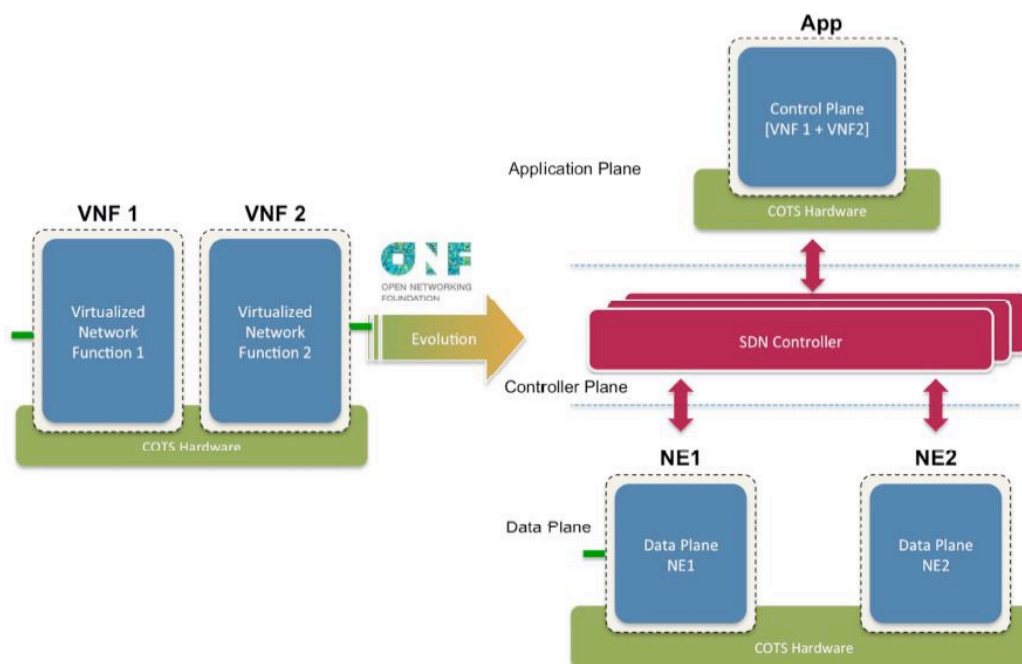 App
Control Plane
[VNF 1 + VNF2]
Application Plane
COTS Hardware
VNF 1
VNF 2
Virtualized
Network
Function 1
Virtualized
Network
Function 2
COTS Hardware
ONF
OPEN NETWORKING
FOUNDATION
Evolution
SDN Controller
Controller Plane
NE1
NE2
Data Plane
Data Plane
NE1
Data Plane
NE2
COTS Hardware